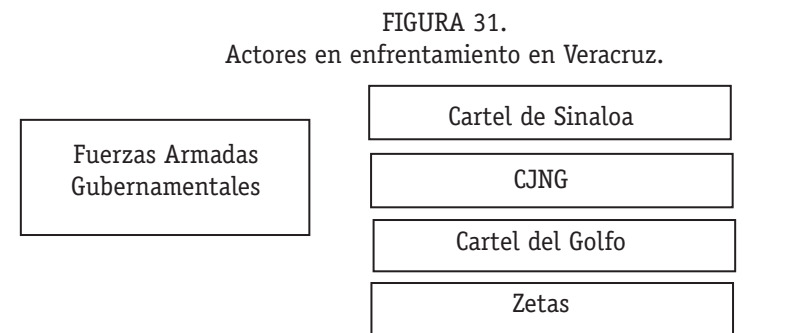 FIGURA 31.
Actores en enfrentamiento en Veracruz.
Fuerzas Armadas
Gubernamentales
Cartel de Sinaloa
CJNG
Cartel del Golfo
Zetas